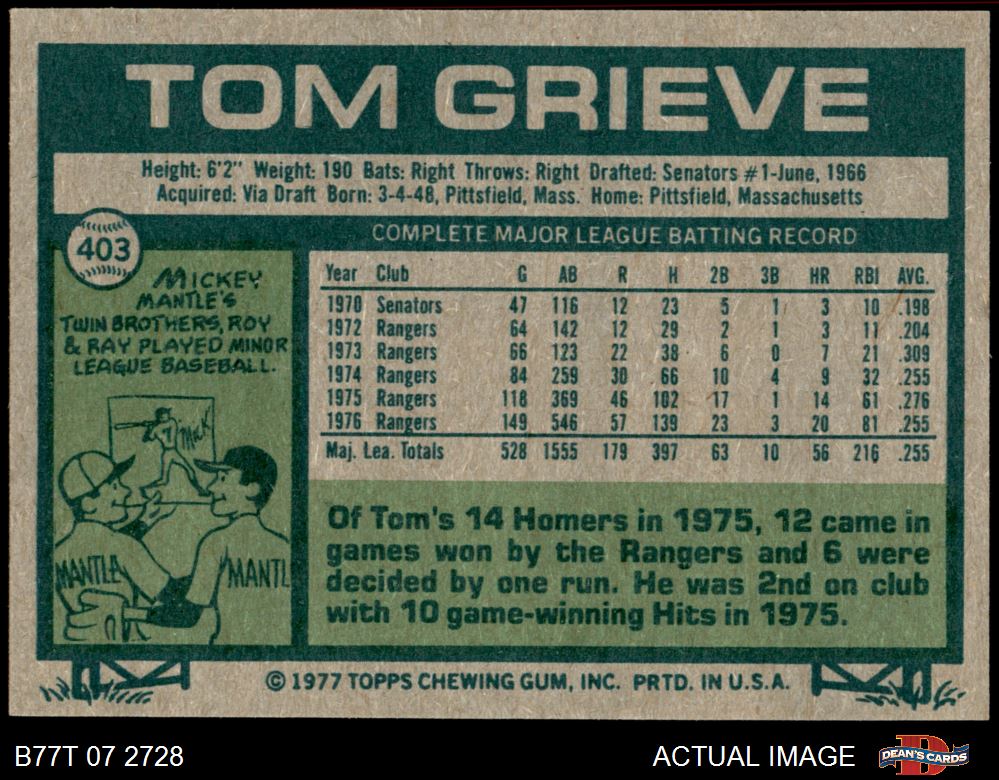 TOM GRIEVE
Height: 6'2" Weight: 190 Bats: Right Throws: Right Drafted: Senators #1-June, 1966
Acquired: Via Draft Born: 3-4-48, Pittsfield, Mass. Home: Pittsfield, Massachusetts
403
MICKEY
MANTLE'S
TWIN BROTHERS, ROY
& RAY PLAYED MINOR
LEAGUE BASEBALL.
MICK
MANTLE
MANTL
COMPLETE MAJOR LEAGUE BATTING RECORD
Year Club G AB R H 2B 3B HR RBI AVG.
1970 Senators 47 116 12 23 5 1 3 10 .198
1972 Rangers 64 142 12 29 2 1 3 11 .204
1973 Rangers 66 123 22 38 6 0 7 21 .309
1974 Rangers 84 259 30 66 10 4 9 32 .255
1975 Rangers 118 369 46 102 17 1 14 61 .276
1976 Rangers 149 546 57 139 23 3 20 81 .255
Maj. Lea. Totals 528 1555 179 397 63 10 56 216 .255
Of Tom's 14 Homers in 1975, 12 came in
games won by the Rangers and 6 were
decided by one run. He was 2nd on club
with 10 game-winning Hits in 1975.
© 1977 TOPPS CHEWING GUM, INC. PRTD. IN U.S.A.
B77T 07 2728
ACTUAL IMAGE
DEAN'S CARDS